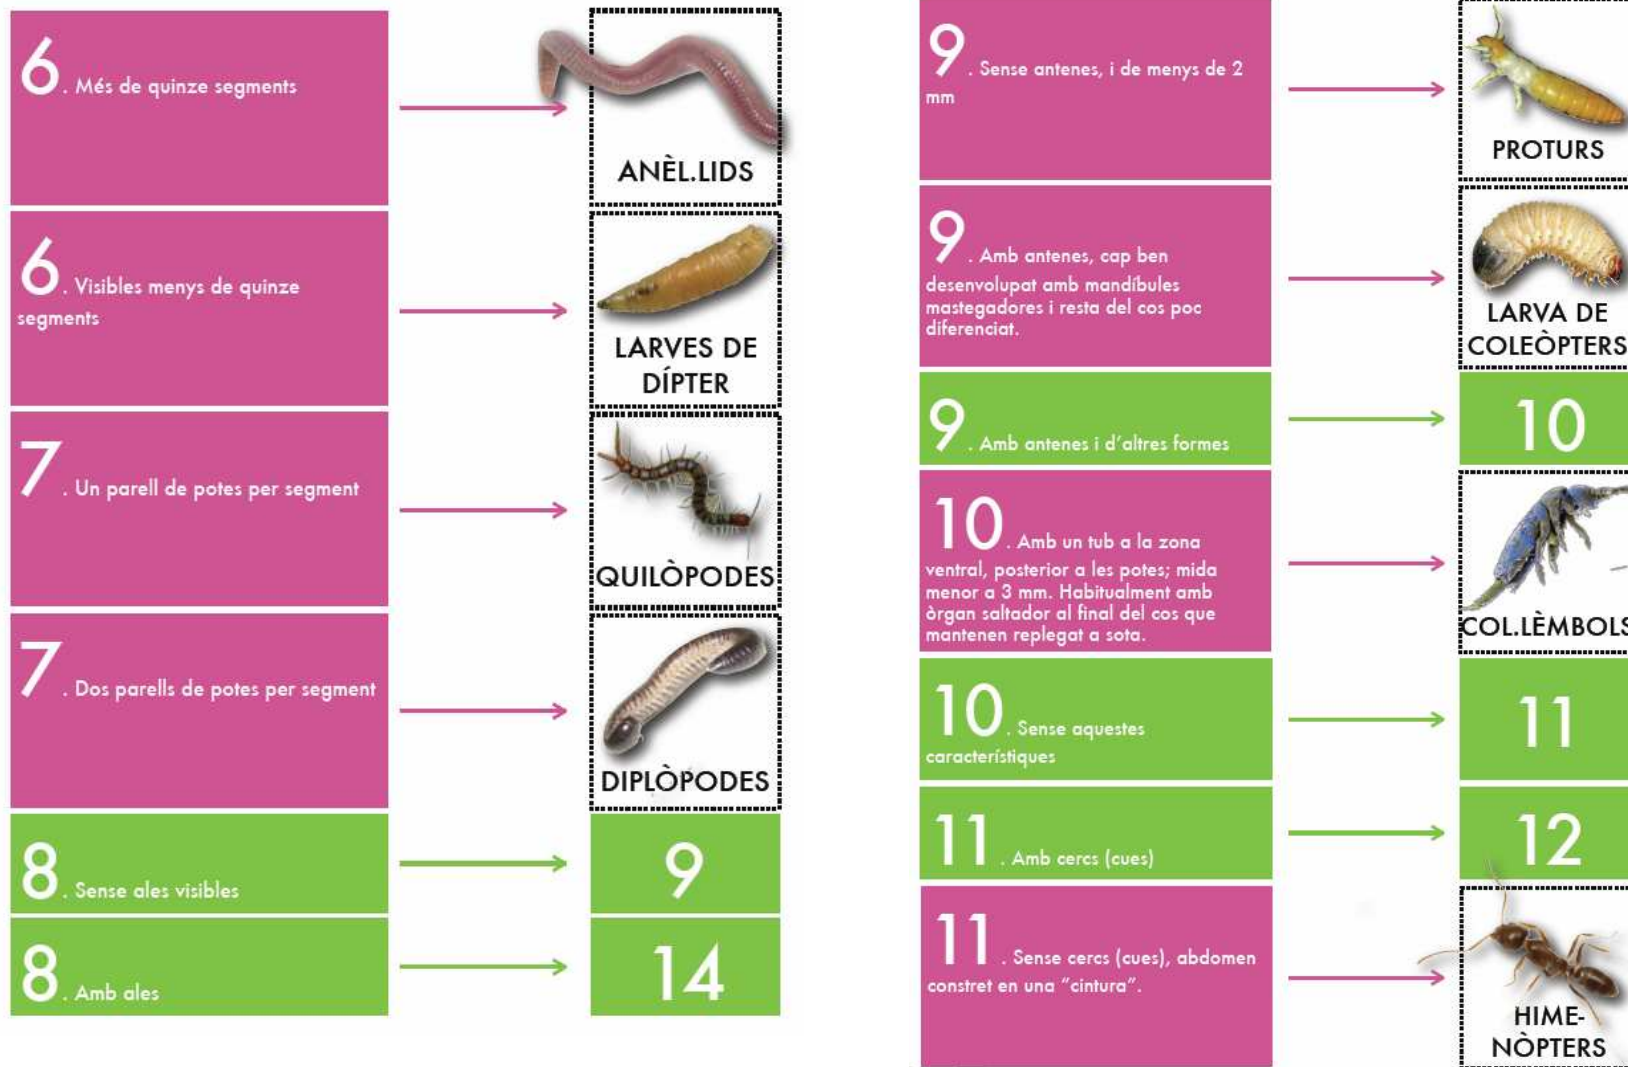 6. Més de quinze segments
ANÈL.LIDS
6. Visibles menys de quinze
segments
LARVES DE
DÍPTER
7. Un parell de potes per segment
QUILÒPODES
7. Dos parells de potes per segment
DIPLÒPODES
8. Sense ales visibles
9
8. Amb ales
14
9. Sense antenes, i de menys de 2
mm
PROTURS
9. Amb antenes, cap ben
desenvolupat amb mandíbules
mastegadores i resta del cos poc
diferenciat.
LARVA DE
COLEÒPTERS
9. Amb antenes i d'altres formes
10
10. Amb un tub a la zona
ventral, posterior a les potes; mida
menor a 3 mm. Habitualment amb
òrgan saltador al final del cos que
mantenen replegat a sota.
COL.LÈMBOLS
10. Sense aquestes
característiques
11
11. Amb cercs (cues)
12
11. Sense cercs (cues), abdomen
constret en una "cintura".
HIME-
NÒPTERS